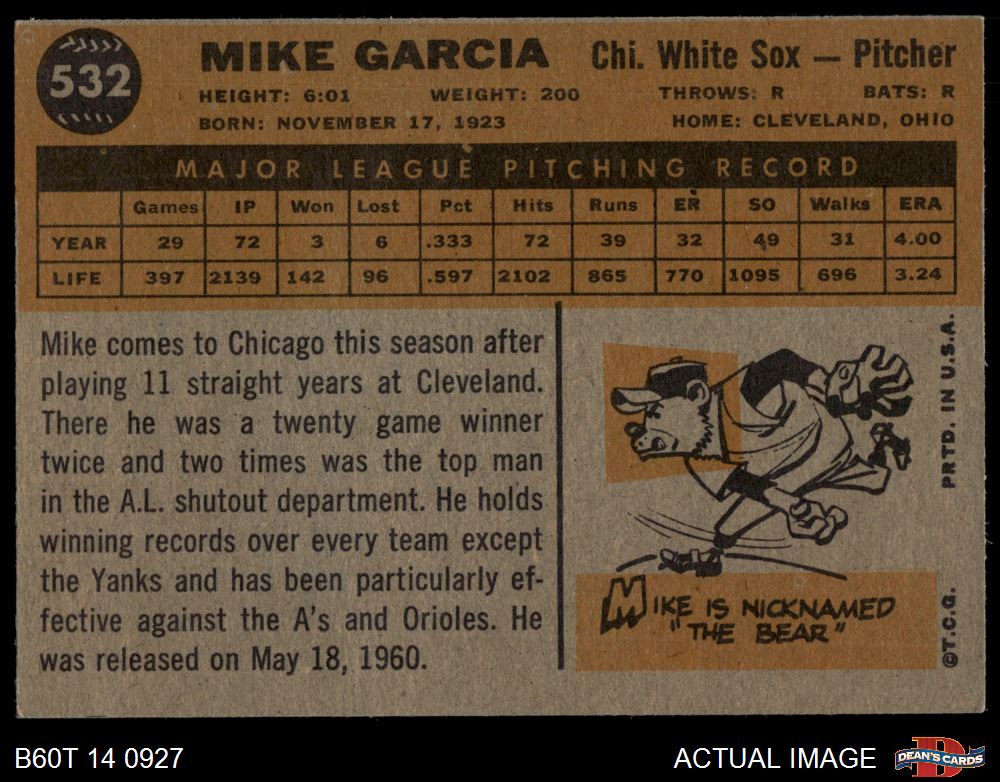 532
MIKE GARCIA Chi. White Sox — Pitcher
HEIGHT: 6:01 WEIGHT: 200 THROWS: R BATS: R
BORN: NOVEMBER 17, 1923 HOME: CLEVELAND, OHIO
MAJOR LEAGUE PITCHING RECORD
Games IP Won Lost Pct Hits Runs ER SO Walks ERA
YEAR 29 72 3 6 .333 72 39 32 49 31 4.00
LIFE 397 2139 142 96 .597 2102 865 770 1095 696 3.24
Mike comes to Chicago this season after
playing 11 straight years at Cleveland.
There he was a twenty game winner
twice and two times was the top man
in the A.L. shutout department. He holds
winning records over every team except
the Yanks and has been particularly ef-
fective against the A's and Orioles. He
was released on May 18, 1960.
MIKE IS NICKNAMED
"THE BEAR"
©T.C.G. PRTD. IN U.S.A.
B60T 14 0927 ACTUAL IMAGE
D
DEAN'S CARDS